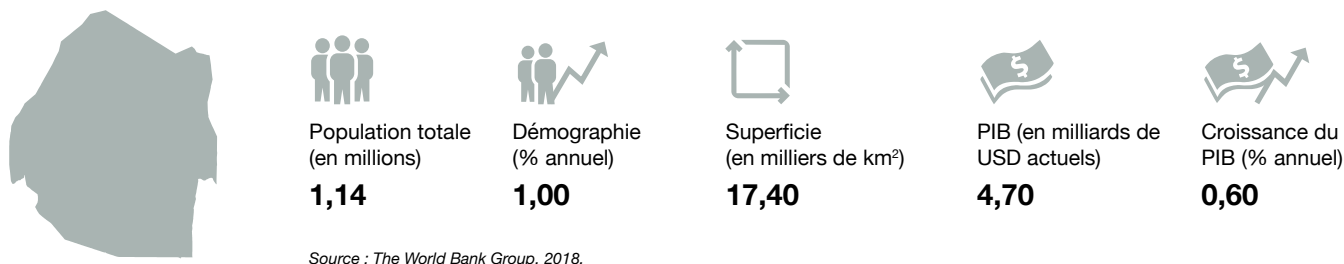 Population totale
(en millions)
1,14
Démographie
(% annuel)
1,00
Superficie
(en milliers de km²)
17,40
PIB (en milliards de
USD actuels)
4,70
Croissance du
PIB (% annuel)
0,60
Source : The World Bank Group, 2018.